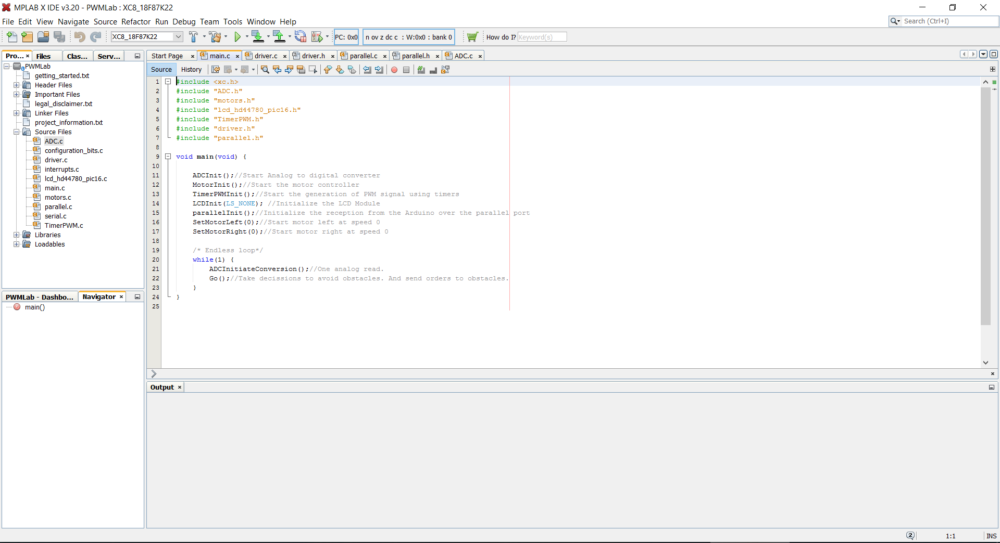 MPLAB X IDE v3.20 - PWMLab : XC8_18F87K22
File Edit View Navigate Source Refactor Run Debug Team Tools Window Help
Search (Ctrl+I)
XC8_18F87K22
PC: 0x0
n ov z dc c : W:0x0 : bank 0
How do I? Keyword(s)
Pro...
Files
Clas...
Serv...
PWMLab
getting_started.txt
Header Files
Important Files
legal_disclaimer.txt
Linker Files
project_information.txt
Source Files
ADC.c
configuration_bits.c
driver.c
interrupts.c
lcd_hd44780_pic16.c
main.c
motors.c
parallel.c
serial.c
TimerPWM.c
Libraries
Loadables
PWMLab - Dashbo...
Navigator
main()
Start Page
main.c
driver.c
driver.h
parallel.c
parallel.h
ADC.c
Source History
1 #include <xc.h>
2 #include "ADC.h"
3 #include "motors.h"
4 #include "lcd_hd44780_pic16.h"
5 #include "TimerPWM.h"
6 #include "driver.h"
7 #include "parallel.h"
8
9 void main(void) {
10
11 ADCInit();//Start Analog to digital converter
12 MotorInit();//Start the motor controller
13 TimerPWMInit();//Start the generation of PWM signal using timers
14 LCDInit(LS_NONE); //Initialize the LCD Module
15 parallelInit();//Initialize the reception from the Arduino over the parallel port
16 SetMotorLeft(0);//Start motor left at speed 0
17 SetMotorRight(0);//Start motor right at speed 0
18
19 /* Endless loop*/
20 while(1) {
21 ADCInitiateConversion();//One analog read.
22 Go();//Take decissions to avoid obstacles. And send orders to obstacles.
23 }
24 }
25
Output
2
1:1
INS